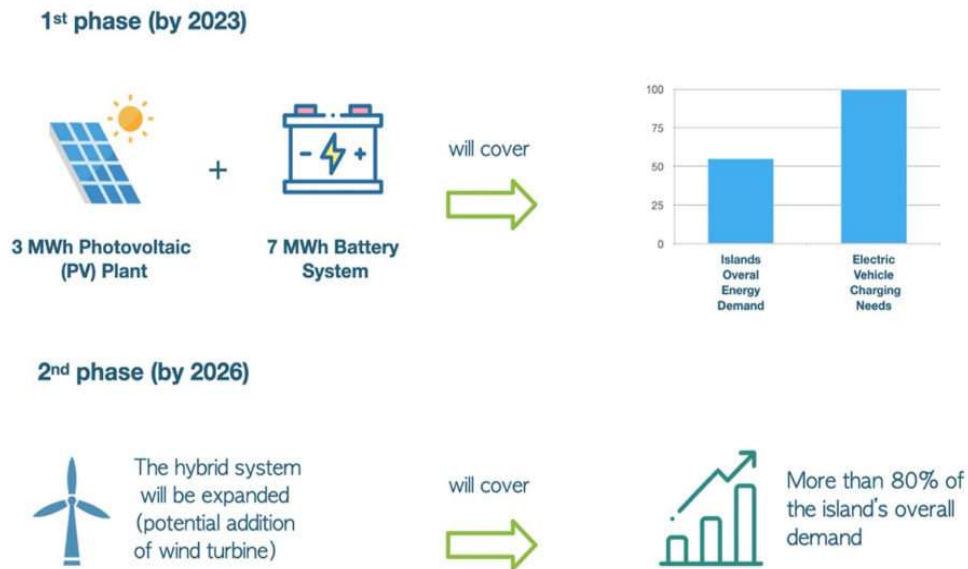 1st phase (by 2023)
+
- +
will cover
3 MWh Photovoltaic
(PV) Plant
7 MWh Battery
System
100
75
50
25
0
Islands
Overal
Energy
Demand
Electric
Vehicle
Charging
Needs
2nd phase (by 2026)
The hybrid system
will be expanded
(potential addition
of wind turbine)
will cover
More than 80% of
the island's overall
demand